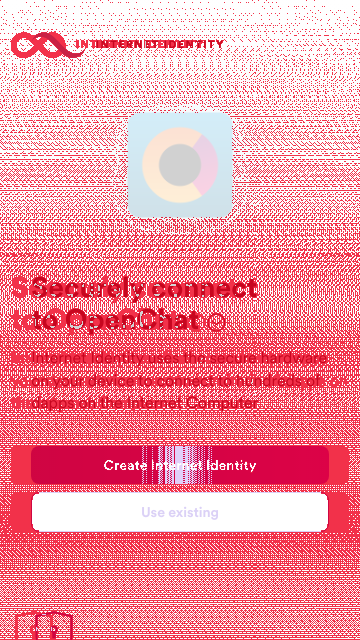 INTERNET IDENTITY
Securely connect
to OpenChat
Internet Identity uses the secure hardware
on your device to connect to hundreds of
dapps on the Internet Computer
Create Internet Identity
Use existing